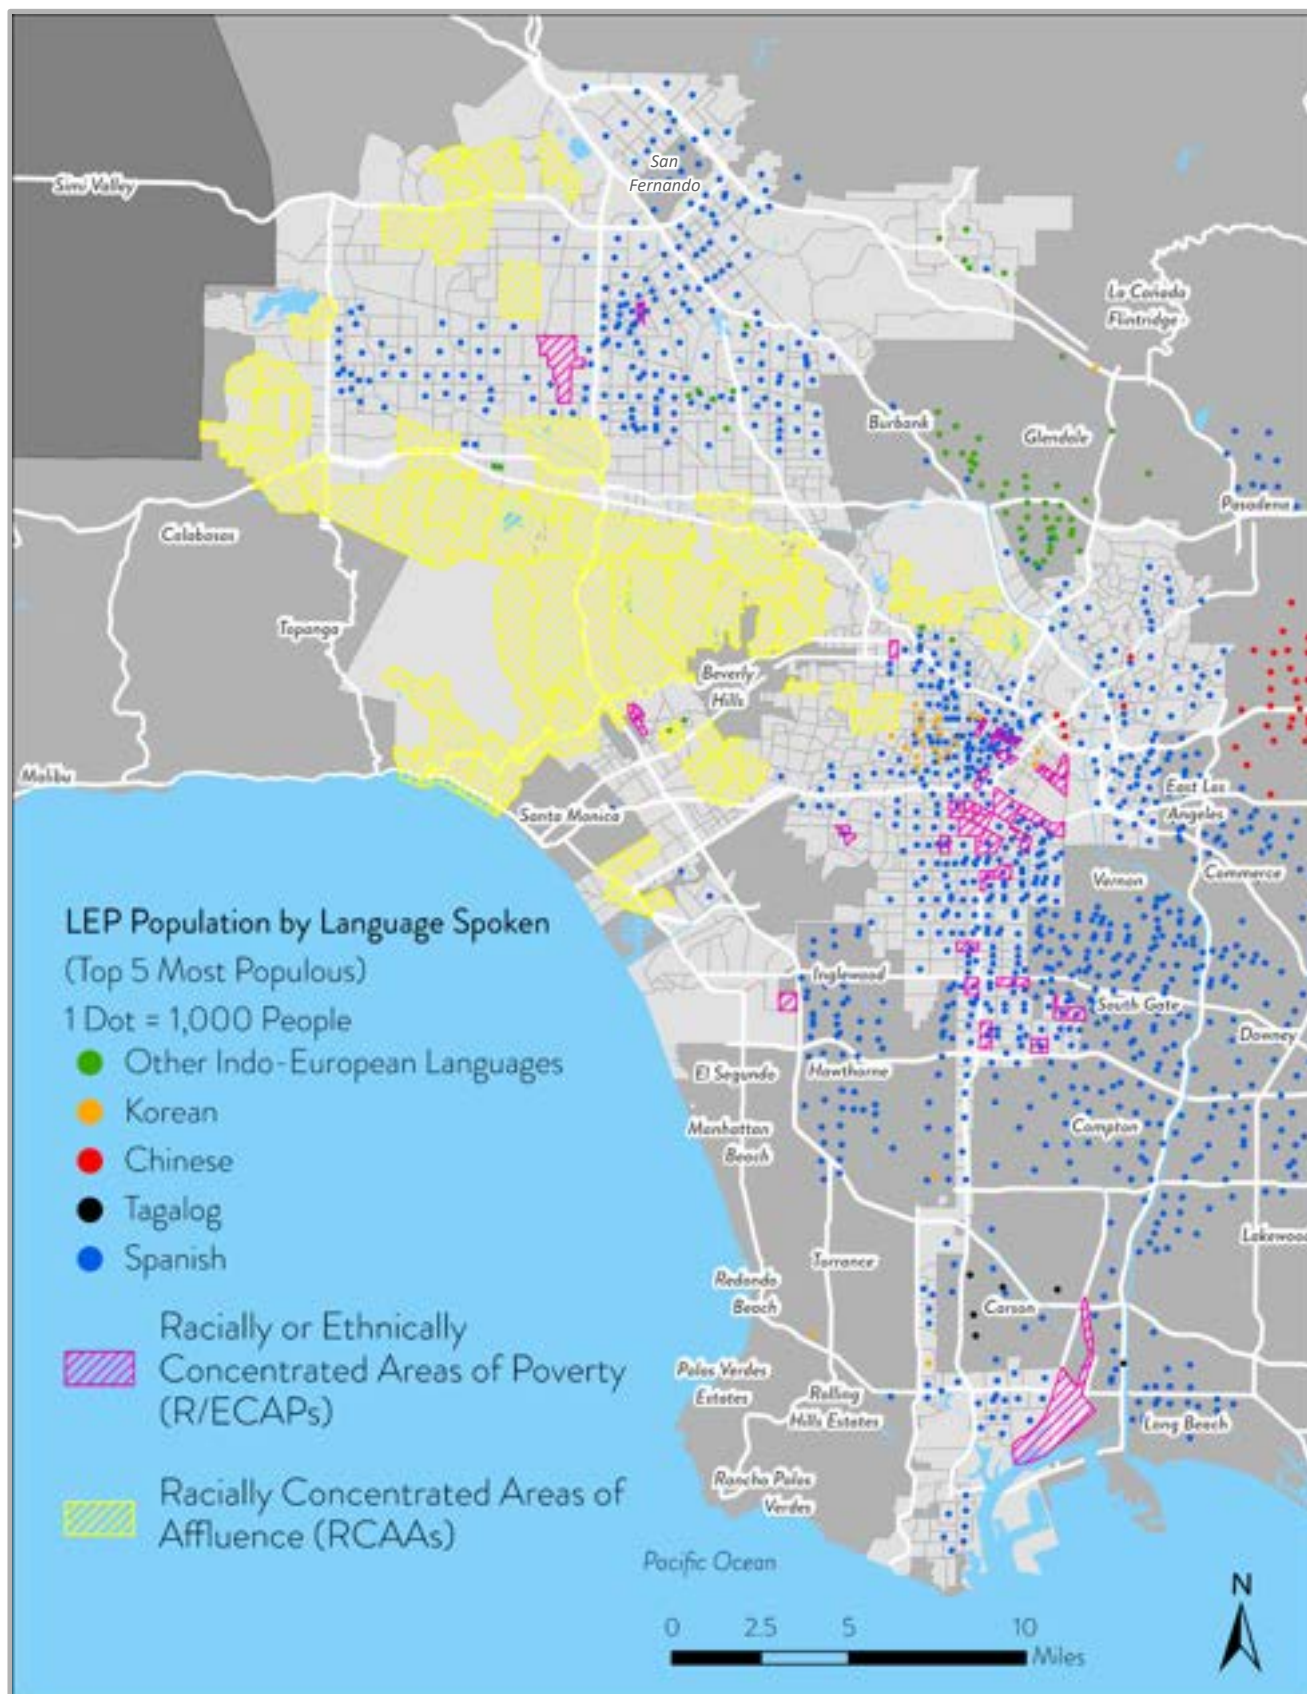 San
Fernando
Simi Valley
La Cañada
Flintridge
Burbank
Glendale
Pasadena
Calabasas
Topanga
Beverly
Hills
Malibu
Santa Monica
East Los
Angeles
Vernon
Commerce
LEP Population by Language Spoken
(Top 5 Most Populous)
1 Dot = 1,000 People
Other Indo-European Languages
Korean
Chinese
Tagalog
Spanish
Racially or Ethnically
Concentrated Areas of Poverty
(R/ECAPs)
Racially Concentrated Areas of
Affluence (RCAAs)
Inglewood
South Gate
Downey
El Segundo
Hawthorne
Manhattan
Beach
Compton
Lakewood
Torrance
Redondo
Beach
Carson
Palos Verdes
Estates
Rolling
Hills Estates
Long Beach
Rancho Palos
Verdes
Pacific Ocean
N
0 2.5 5 10
Miles